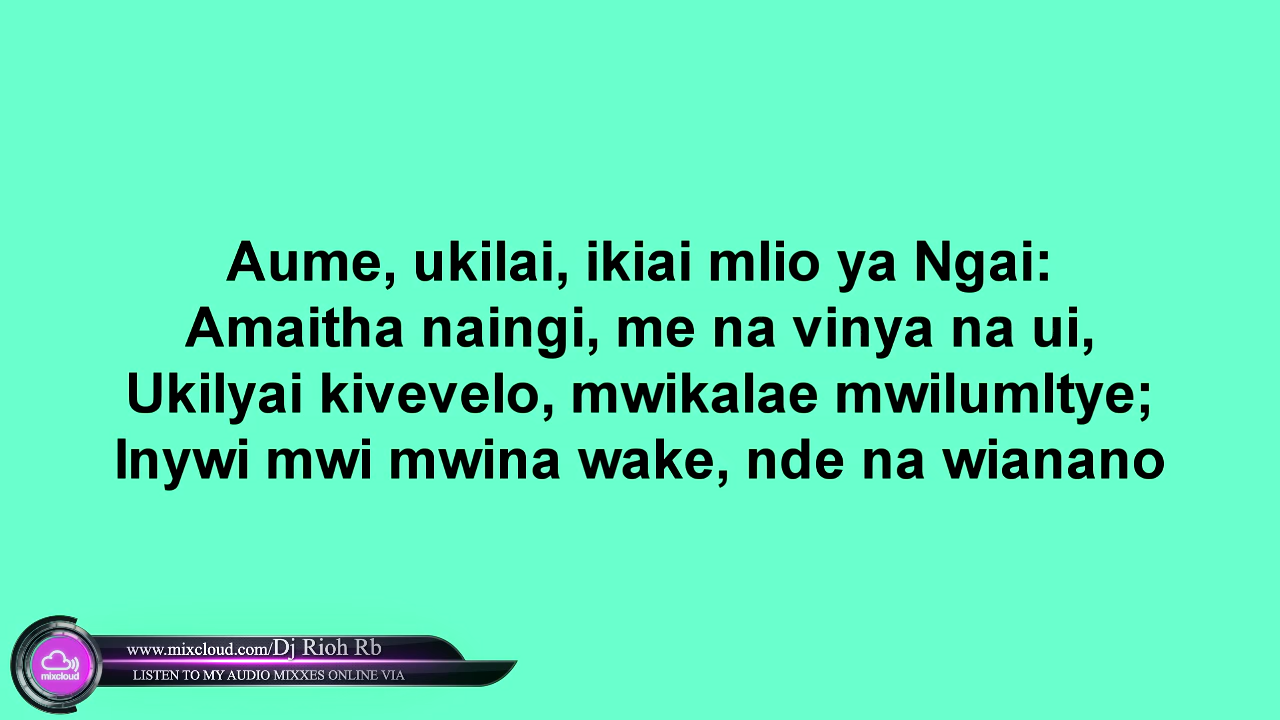 Aume, ukilai, ikiai mlio ya Ngai:
Amaitha naingi, me na vinya na ui,
Ukilyai kivevelo, mwikalae mwilumltye;
Inywi mwi mwina wake, nde na wianano
www.mixcloud.com/Dj Rioh Rb
LISTEN TO MY AUDIO MIXXES ONLINE VIA
mixcloud